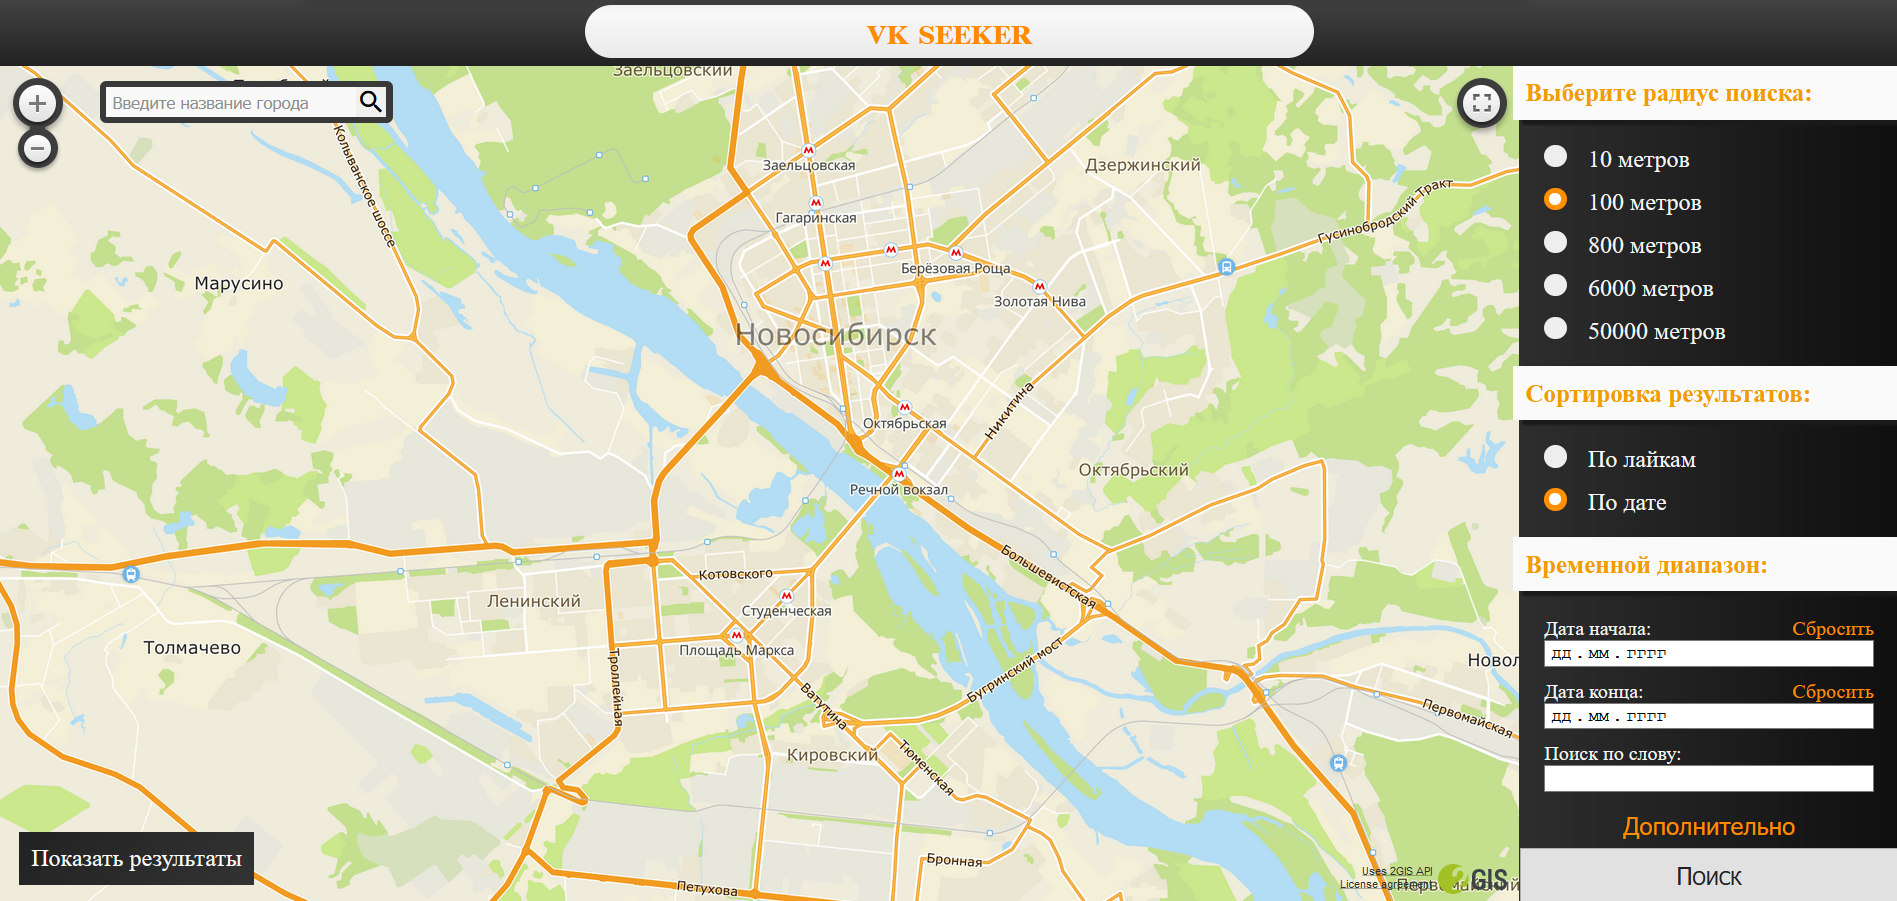 VK SEEKER
Заельцовский
Введите название города
Колыванское шоссе
Заельцовская
Дзержинский
Гагаринская
Гусинобродский Тракт
Берёзовая Роща
Марусино
Золотая Нива
Новосибирск
Никитина
Октябрьская
Октябрьский
Речной вокзал
Большевистская
Котовского
Ленинский
Студенческая
Толмачево
Площадь Маркса
Троллейная
Бугринский мост
Ватутина
Первомайская
Кировский
Тюменская
Бронная
Петухова
Показать результаты
Uses 2GIS API
License agreement
2GIS
Выберите радиус поиска:
10 метров
100 метров
800 метров
6000 метров
50000 метров
Сортировка результатов:
По лайкам
По дате
Временной диапазон:
Дата начала: Сбросить
дд.мм.гггг
Дата конца: Сбросить
дд.мм.гггг
Поиск по слову:
Дополнительно
Поиск